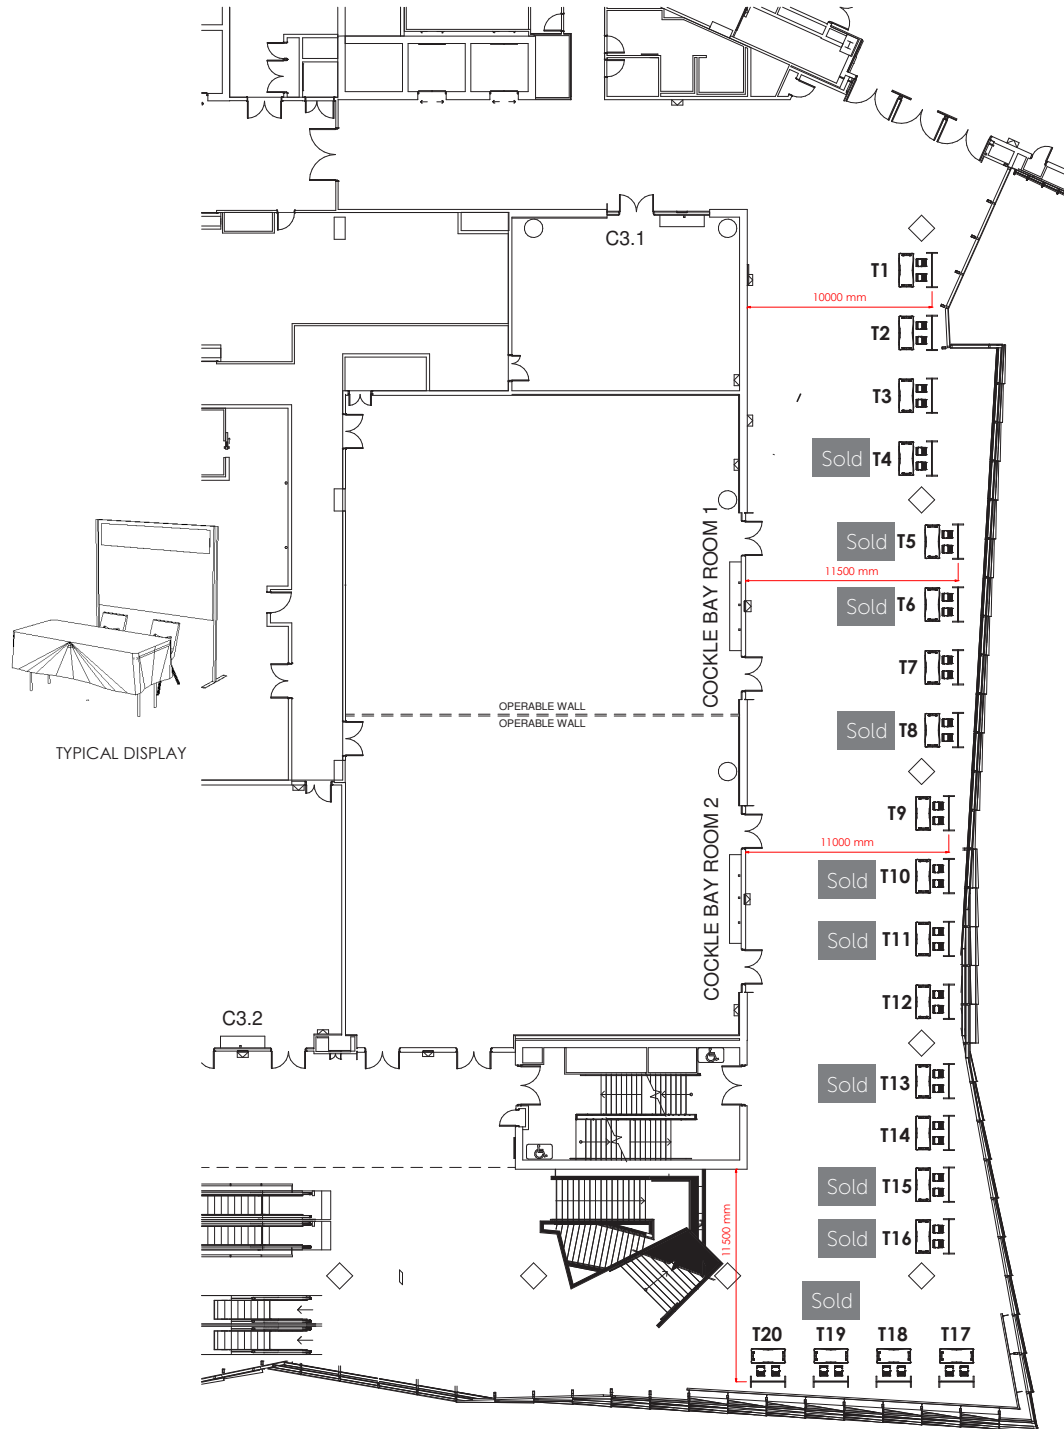 C3.1
T1
10000 mm
T2
T3
Sold T4
COCKLE BAY ROOM 1
Sold T5
11500 mm
Sold T6
T7
OPERABLE WALL
OPERABLE WALL
Sold T8
TYPICAL DISPLAY
COCKLE BAY ROOM 2
T9
11000 mm
Sold T10
Sold T11
T12
C3.2
Sold T13
T14
Sold T15
Sold T16
11500 mm
Sold
T20 T19 T18 T17